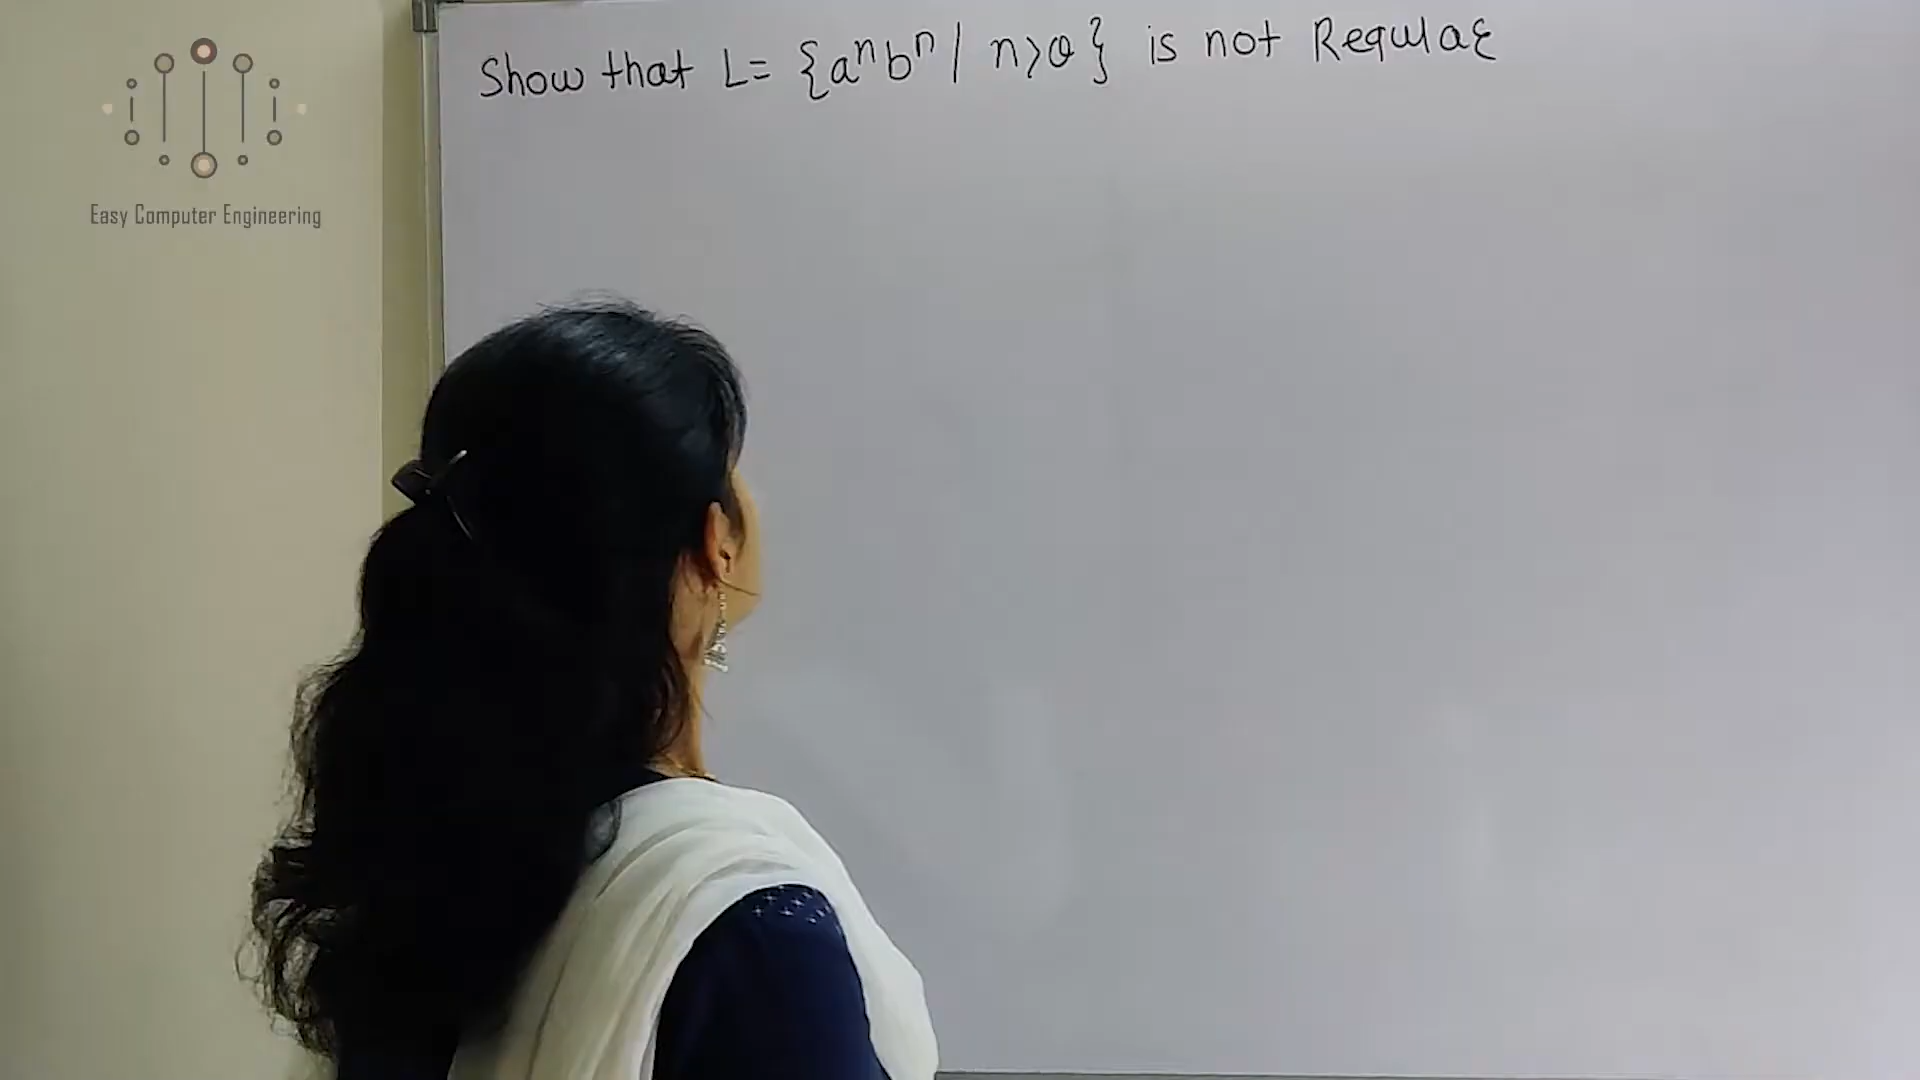 Show that L= {aⁿbⁿ | n>0} is not Regular
Easy Computer Engineering